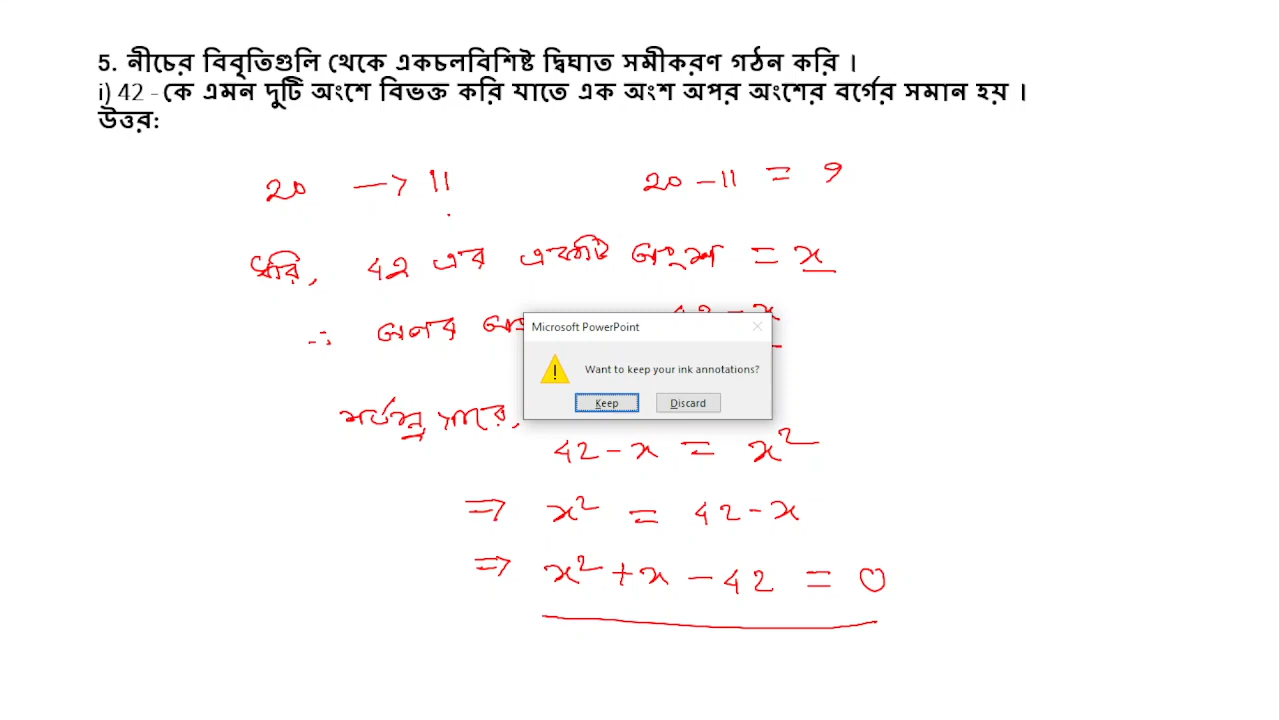 5. নীচের বিবৃতিগুলি থেকে একচলবিশিষ্ট দ্বিঘাত সমীকরণ গঠন করি ।
i) 42 - কে এমন দুটি অংশে বিভক্ত করি যাতে এক অংশ অপর অংশের বর্গের সমান হয় ।
উত্তর:
20 → 11 20 - 11 = 9
ধরি, 42 এর একটি অংশ = x
∴ অপর 42 - x
Microsoft PowerPoint
Want to keep your ink annotations?
Keep Discard
শর্তানুসারে,
42 - x = x²
⇒ x² = 42 - x
⇒ x² + x - 42 = 0